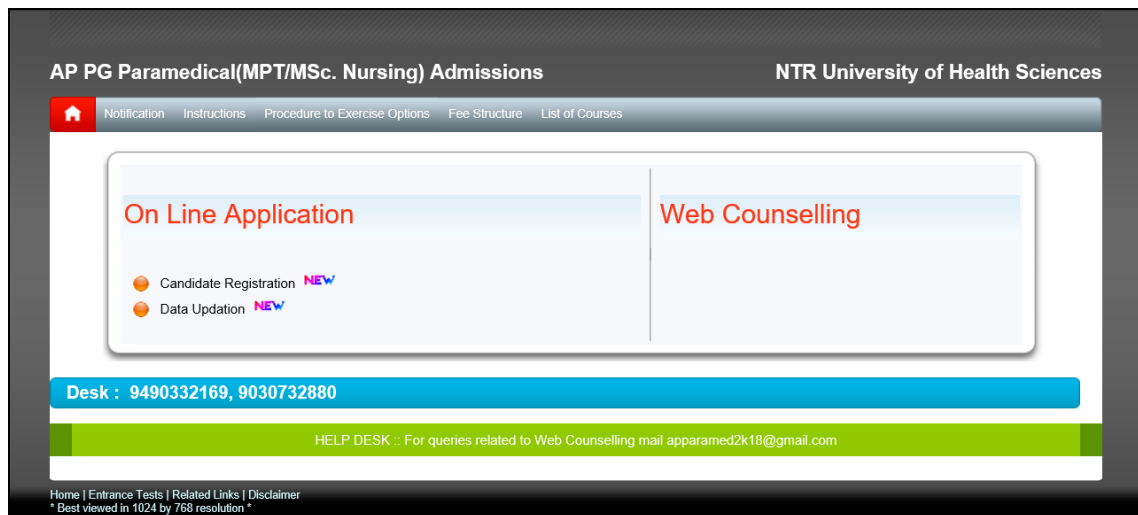 AP PG Paramedical(MPT/MSc. Nursing) Admissions NTR University of Health Sciences
Notification Instructions Procedure to Exercise Options Fee Structure List of Courses
On Line Application
Candidate Registration NEW
Data Updation NEW
Web Counselling
Desk : 9490332169, 9030732880
HELP DESK :: For queries related to Web Counselling mail apparamed2k18@gmail.com
Home | Entrance Tests | Related Links | Disclaimer
* Best viewed in 1024 by 768 resolution *